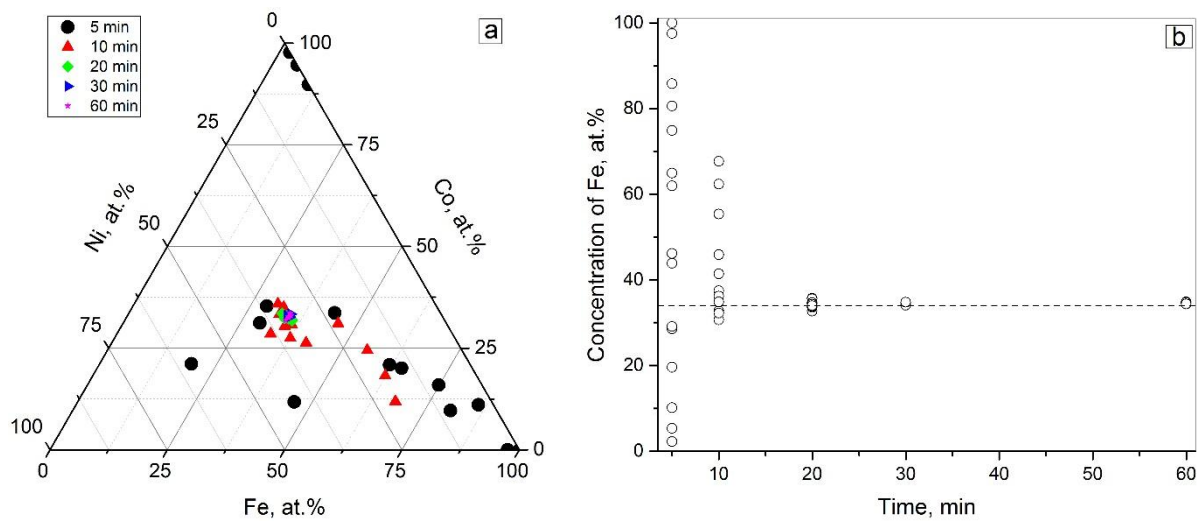 5 min
10 min
20 min
30 min
60 min
a
0
100
25
75
Ni, at.%
Co, at.%
50
50
75
25
100
0
0
25
50
75
100
Fe, at.%
b
100
80
60
40
20
0
Concentration of Fe, at.%
10
20
30
40
50
60
Time, min